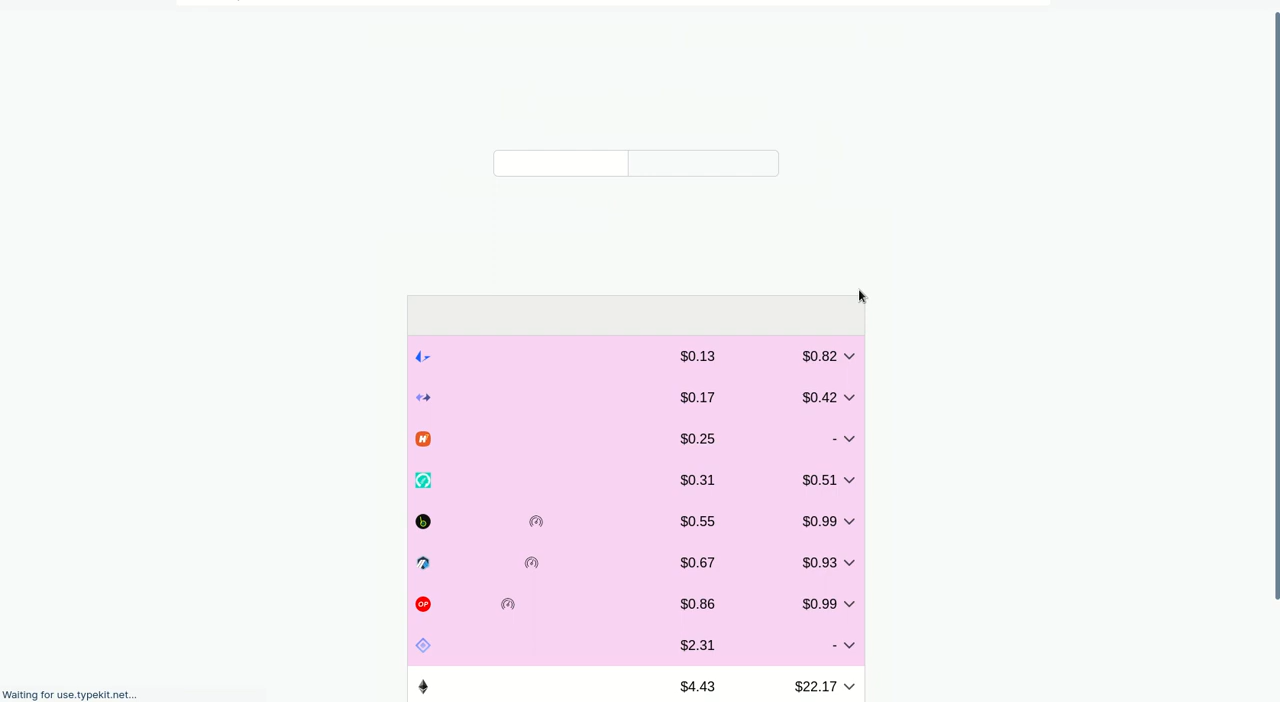 $0.13 $0.82
$0.17 $0.42
H $0.25 -
$0.31 $0.51
b $0.55 $0.99
$0.67 $0.93
OP $0.86 $0.99
$2.31 -
$4.43 $22.17
Waiting for use.typekit.net...